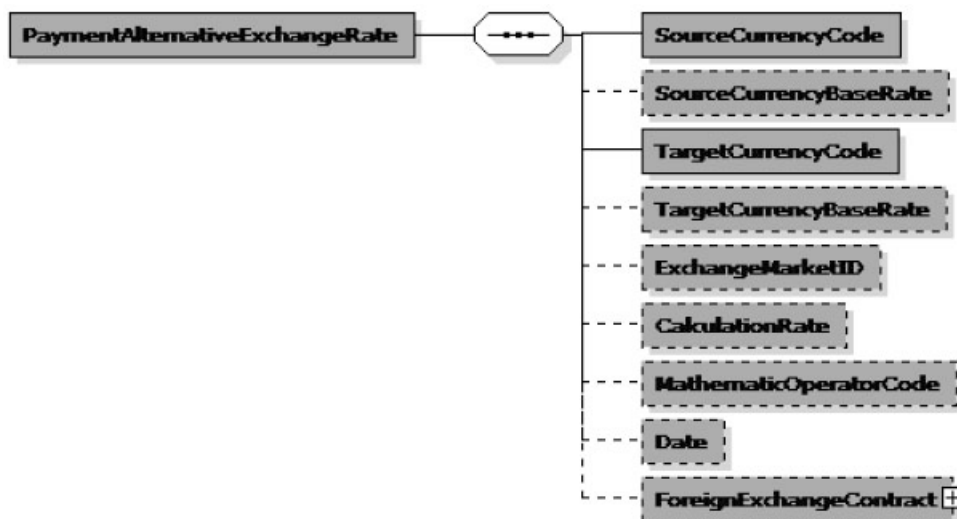 PaymentAlternativeExchangeRate
SourceCurrencyCode
SourceCurrencyBaseRate
TargetCurrencyCode
TargetCurrencyBaseRate
ExchangeMarketID
CalculationRate
MathematicOperatorCode
Date
ForeignExchangeContract